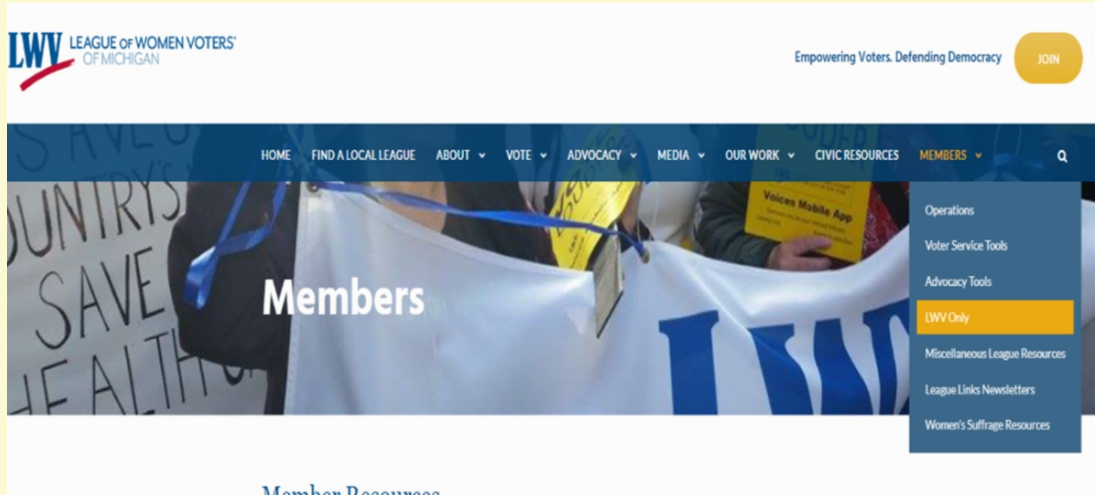 LWV LEAGUE OF WOMEN VOTERS®
OF MICHIGAN
Empowering Voters. Defending Democracy
JOIN
HOME FIND A LOCAL LEAGUE ABOUT VOTE ADVOCACY MEDIA OUR WORK CIVIC RESOURCES MEMBERS
Operations
Voter Service Tools
Advocacy Tools
LWV Only
Miscellaneous League Resources
League Links Newsletters
Women's Suffrage Resources
Members
SAVE
Voices Mobile App
LWV
Member Resources